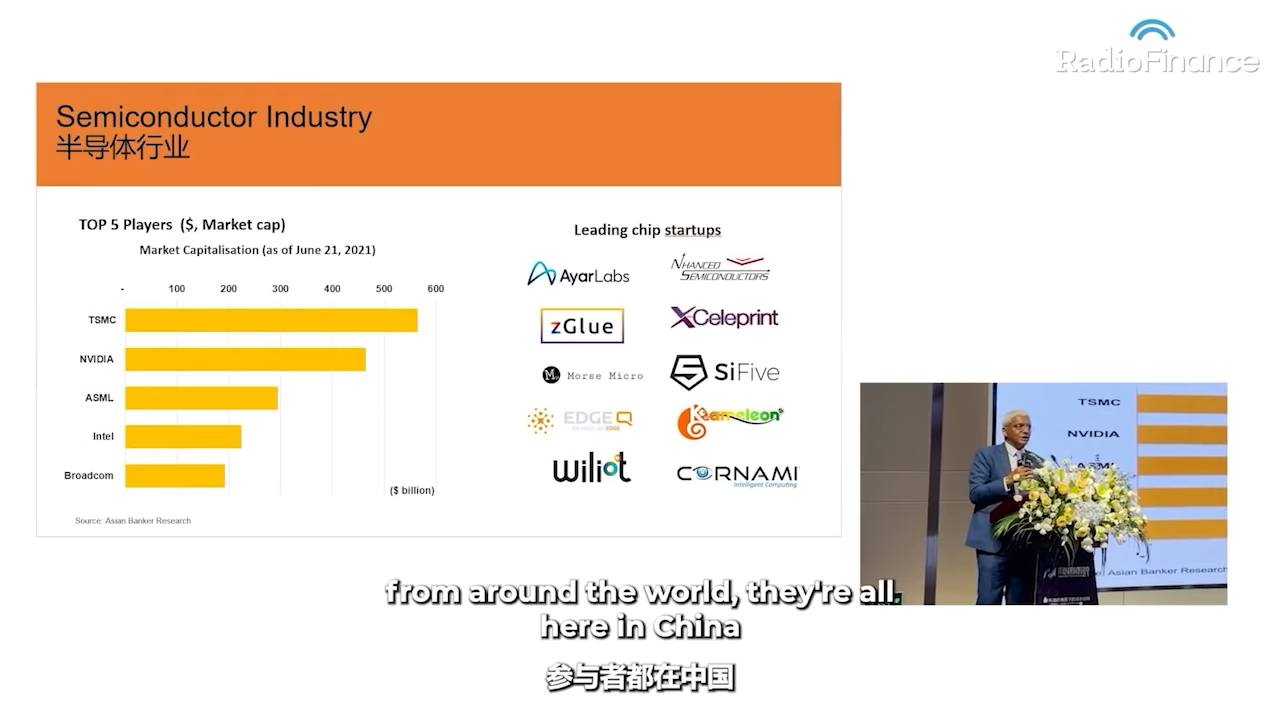 RadioFinance
Semiconductor Industry
半导体行业
TOP 5 Players ($, Market cap)
Market Capitalisation (as of June 21, 2021)
- 100 200 300 400 500 600
TSMC
NVIDIA
ASML
Intel
Broadcom
($ billion)
Source: Asian Banker Research
Leading chip startups
AyarLabs
NHANCED SEMICONDUCTORS
zGlue
X-Celeprint
M Morse Micro
SiFive
EDGE Q
Kameleon
wiliot
CORNAMI
Intelligent Computing
TSMC
NVIDIA
Asian Banker Research
from around the world, they're all
here in China
参与者都在中国